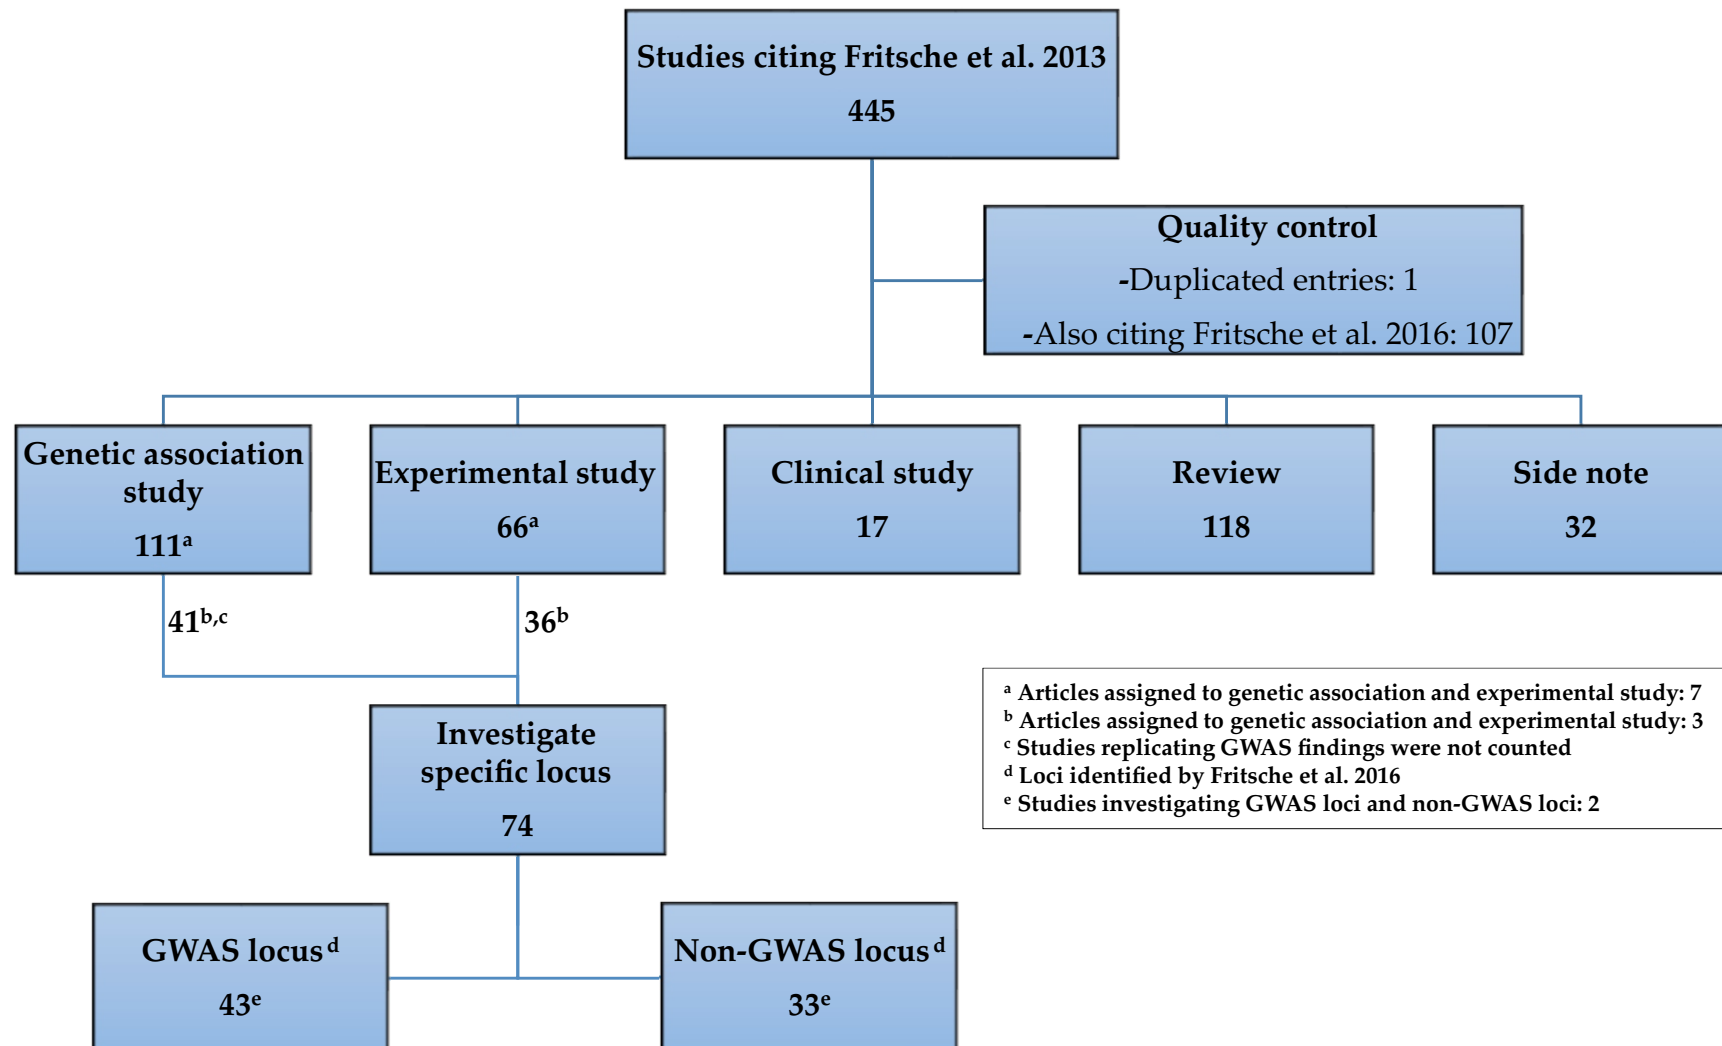 Studies citing Fritsche et al. 2013
445
Quality control
-Duplicated entries: 1
-Also citing Fritsche et al. 2016: 107
Genetic association
study
111ᵃ
Experimental study
66ᵃ
Clinical study
17
Review
118
Side note
32
41ᵇ,ᶜ
36ᵇ
Investigate
specific locus
74
ᵃ Articles assigned to genetic association and experimental study: 7
ᵇ Articles assigned to genetic association and experimental study: 3
ᶜ Studies replicating GWAS findings were not counted
ᵈ Loci identified by Fritsche et al. 2016
ᵉ Studies investigating GWAS loci and non-GWAS loci: 2
GWAS locus ᵈ
43ᵉ
Non-GWAS locus ᵈ
33ᵉ